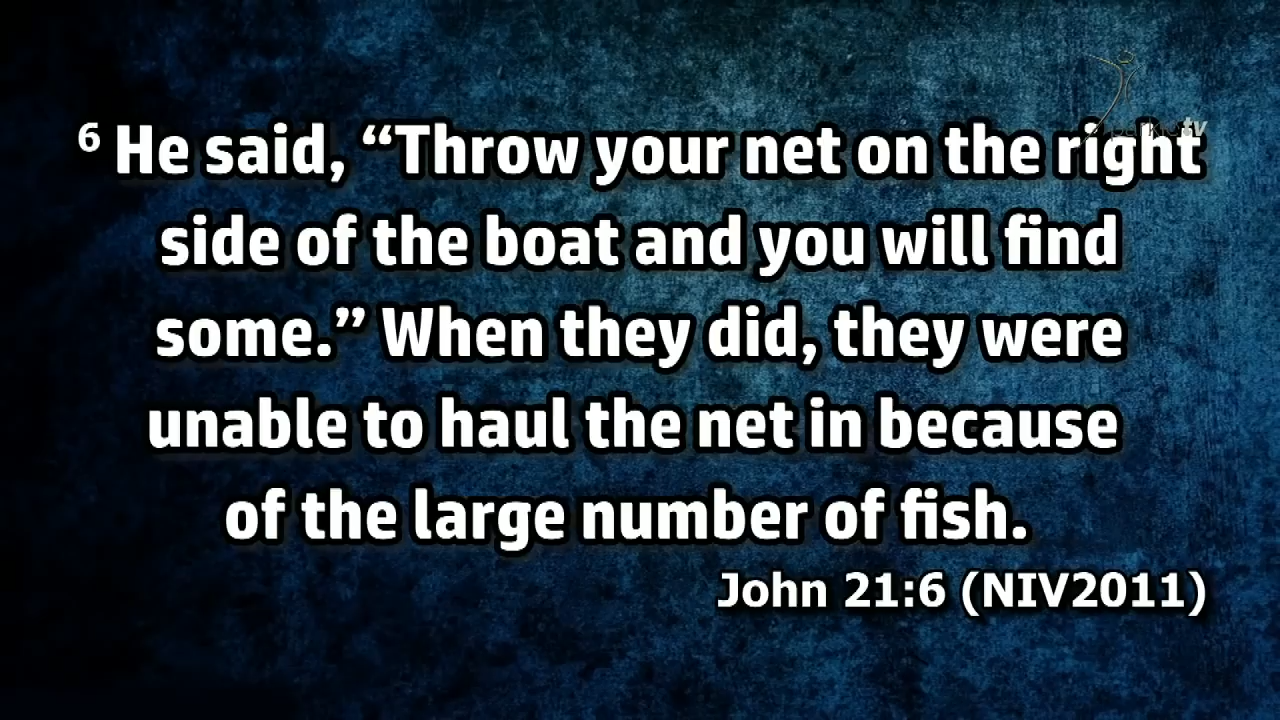 6 He said, “Throw your net on the right
side of the boat and you will find
some.” When they did, they were
unable to haul the net in because
of the large number of fish.
John 21:6 (NIV2011)
tv